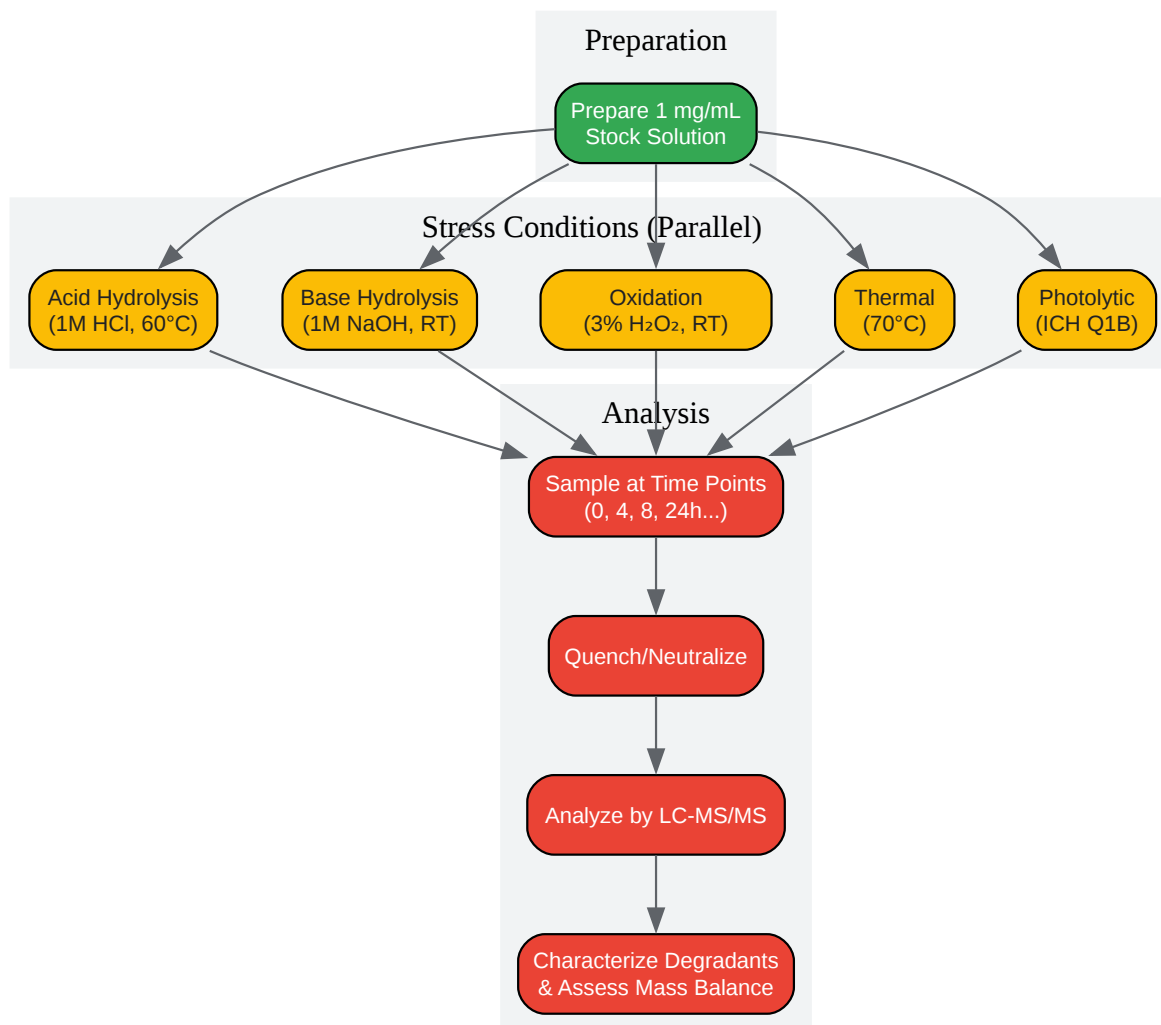 Preparation
Prepare 1 mg/mL
Stock Solution
Stress Conditions (Parallel)
Acid Hydrolysis
(1M HCl, 60°C)
Base Hydrolysis
(1M NaOH, RT)
Oxidation
(3% H₂O₂, RT)
Thermal
(70°C)
Photolytic
(ICH Q1B)
Analysis
Sample at Time Points
(0, 4, 8, 24h...)
Quench/Neutralize
Analyze by LC-MS/MS
Characterize Degradants
& Assess Mass Balance